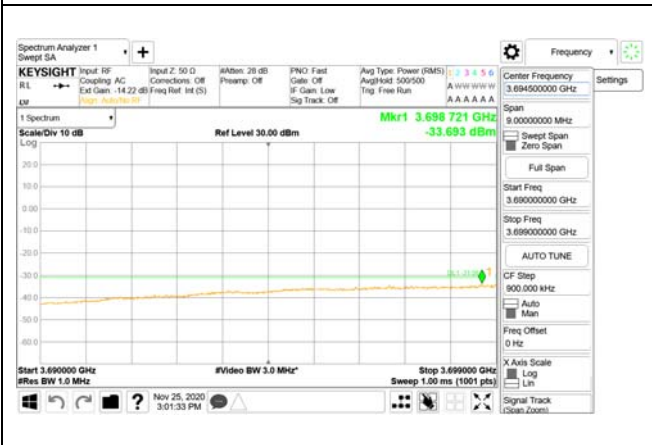 Spectrum Analyzer 1
Swept SA
Frequency
KEYSIGHT
Input: RF
Coupling: AC
Ext Gain: -14.22 dB
Align: Auto/No RF
Input Z: 50 Ω
Corrections: Off
Freq Ref: Int (S)
#Atten: 28 dB
Preamp: Off
PNO: Fast
Gate: Off
IF Gain: Low
Sig Track: Off
Avg Type: Power (RMS)
Avg|Hold: 500/500
Trig: Free Run
1 2 3 4 5 6
A W W W W W
A A A A A A
RL
1 Spectrum
Scale/Div 10 dB
Log
Ref Level 30.00 dBm
Mkr1 3.698 721 GHz
-33.693 dBm
20.0
10.0
0.00
-10.0
-20.0
-30.0
-40.0
-50.0
-60.0
1
Start 3.690000 GHz
#Res BW 1.0 MHz
#Video BW 3.0 MHz*
Stop 3.699000 GHz
Sweep 1.00 ms (1001 pts)
Nov 25, 2020
3:01:33 PM
Center Frequency
3.694500000 GHz
Settings
Span
9.00000000 MHz
Swept Span
Zero Span
Full Span
Start Freq
3.690000000 GHz
Stop Freq
3.699000000 GHz
AUTO TUNE
CF Step
900.000 kHz
Auto
Man
Freq Offset
0 Hz
X Axis Scale
Log
Lin
Signal Track
(Span Zoom)